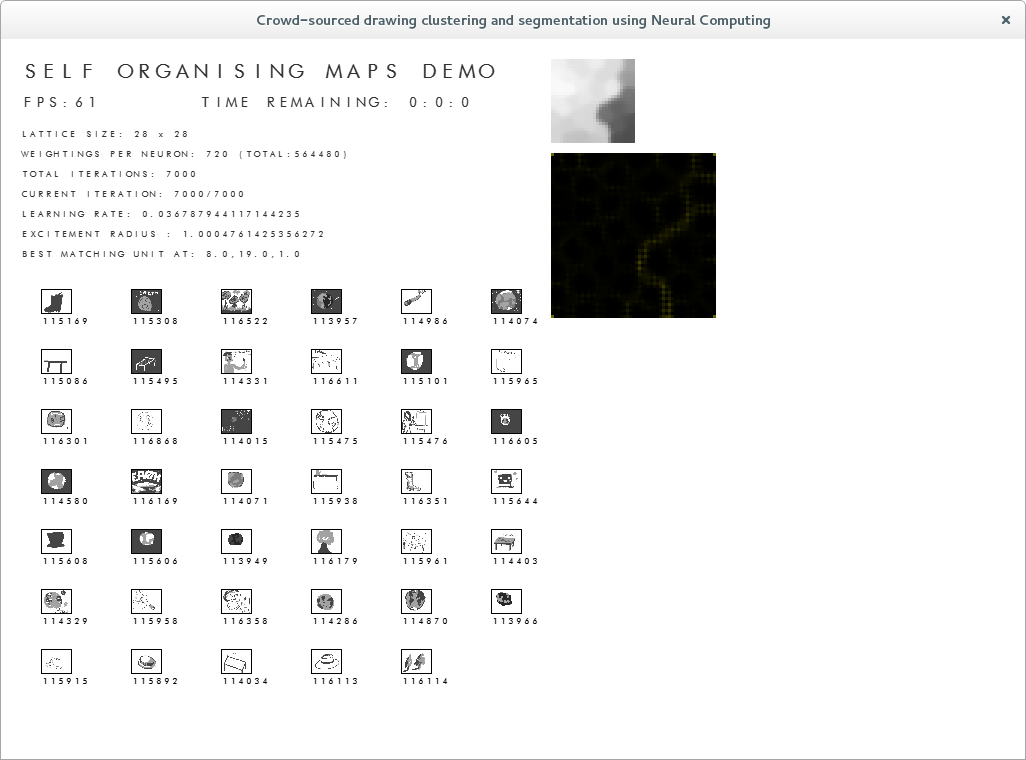 Crowd-sourced drawing clustering and segmentation using Neural Computing
SELF ORGANISING MAPS DEMO
FPS:61 TIME REMAINING: 0:0:0
LATTICE SIZE: 28 x 28
WEIGHTINGS PER NEURON: 720 (TOTAL:564480)
TOTAL ITERATIONS: 7000
CURRENT ITERATION: 7000/7000
LEARNING RATE: 0.036787944117144235
EXCITEMENT RADIUS : 1.0004761425356272
BEST MATCHING UNIT AT: 8.0,19.0,1.0
115169 115308 116522 113957 114986 114074
115086 115495 114331 116611 115101 115965
116301 116868 114015 115475 115476 116605
114580 116169 114071 115938 116351 115644
115608 115606 113949 116179 115961 114403
114329 115958 116358 114286 114870 113966
115915 115892 114034 116113 116114